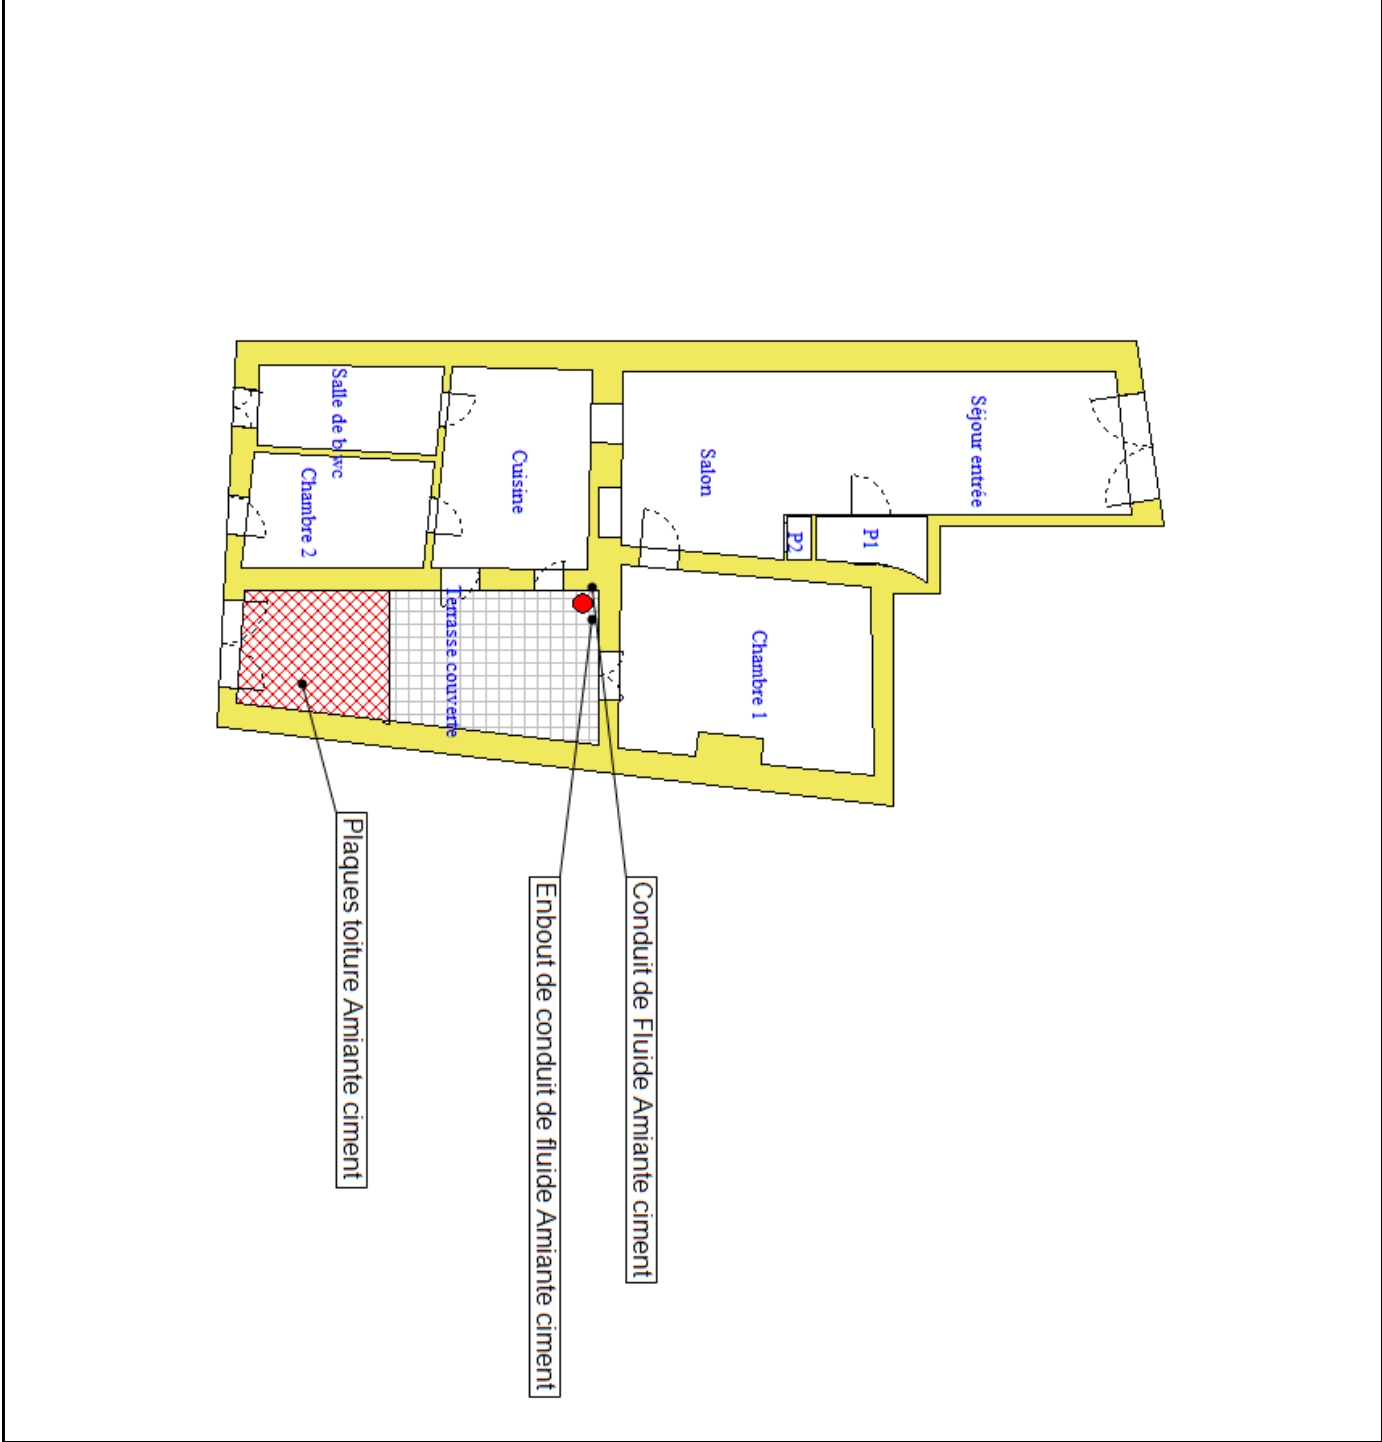 Séjour entrée
Salon
P1
P2
Cuisine
Salle de b wc
Chambre 2
Chambre 1
Terrasse couverte
Conduit de Fluide Amiante ciment
Enbout de conduit de fluide Amiante ciment
Plaques toiture Amiante ciment